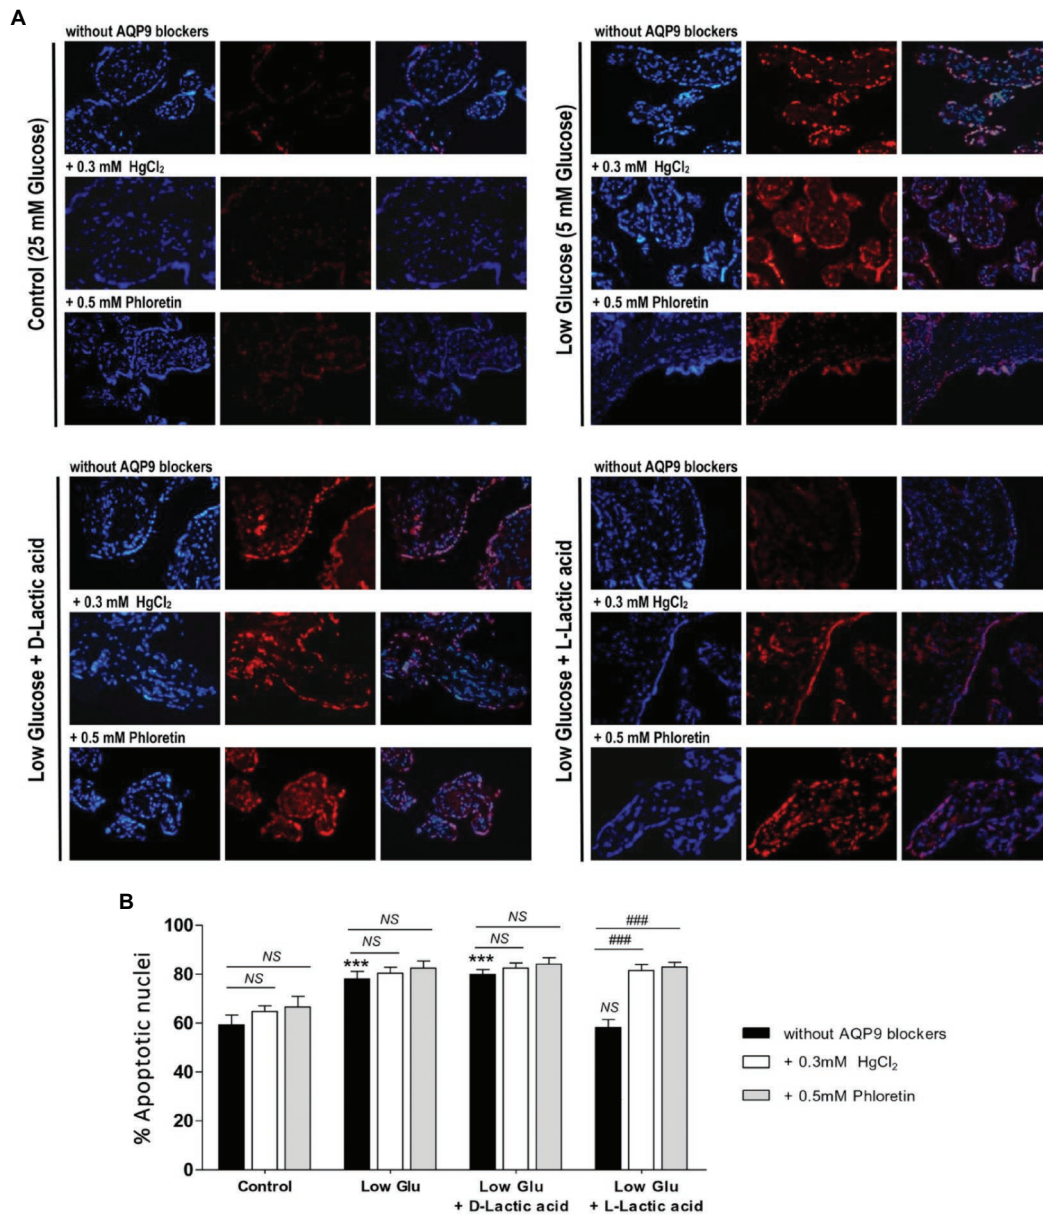 A
without AQP9 blockers
+ 0.3 mM HgCl₂
+ 0.5 mM Phloretin
Control (25 mM Glucose)
without AQP9 blockers
+ 0.3 mM HgCl₂
+ 0.5 mM Phloretin
Low Glucose (5 mM Glucose)
without AQP9 blockers
+ 0.3 mM HgCl₂
+ 0.5 mM Phloretin
Low Glucose + D-Lactic acid
without AQP9 blockers
+ 0.3 mM HgCl₂
+ 0.5 mM Phloretin
Low Glucose + L-Lactic acid
B
% Apoptotic nuclei
100
80
60
40
20
0
NS
NS
NS
NS
***
NS
NS
***
###
###
NS
Control
Low Glu
Low Glu
+ D-Lactic acid
Low Glu
+ L-Lactic acid
without AQP9 blockers
+ 0.3mM HgCl₂
+ 0.5mM Phloretin